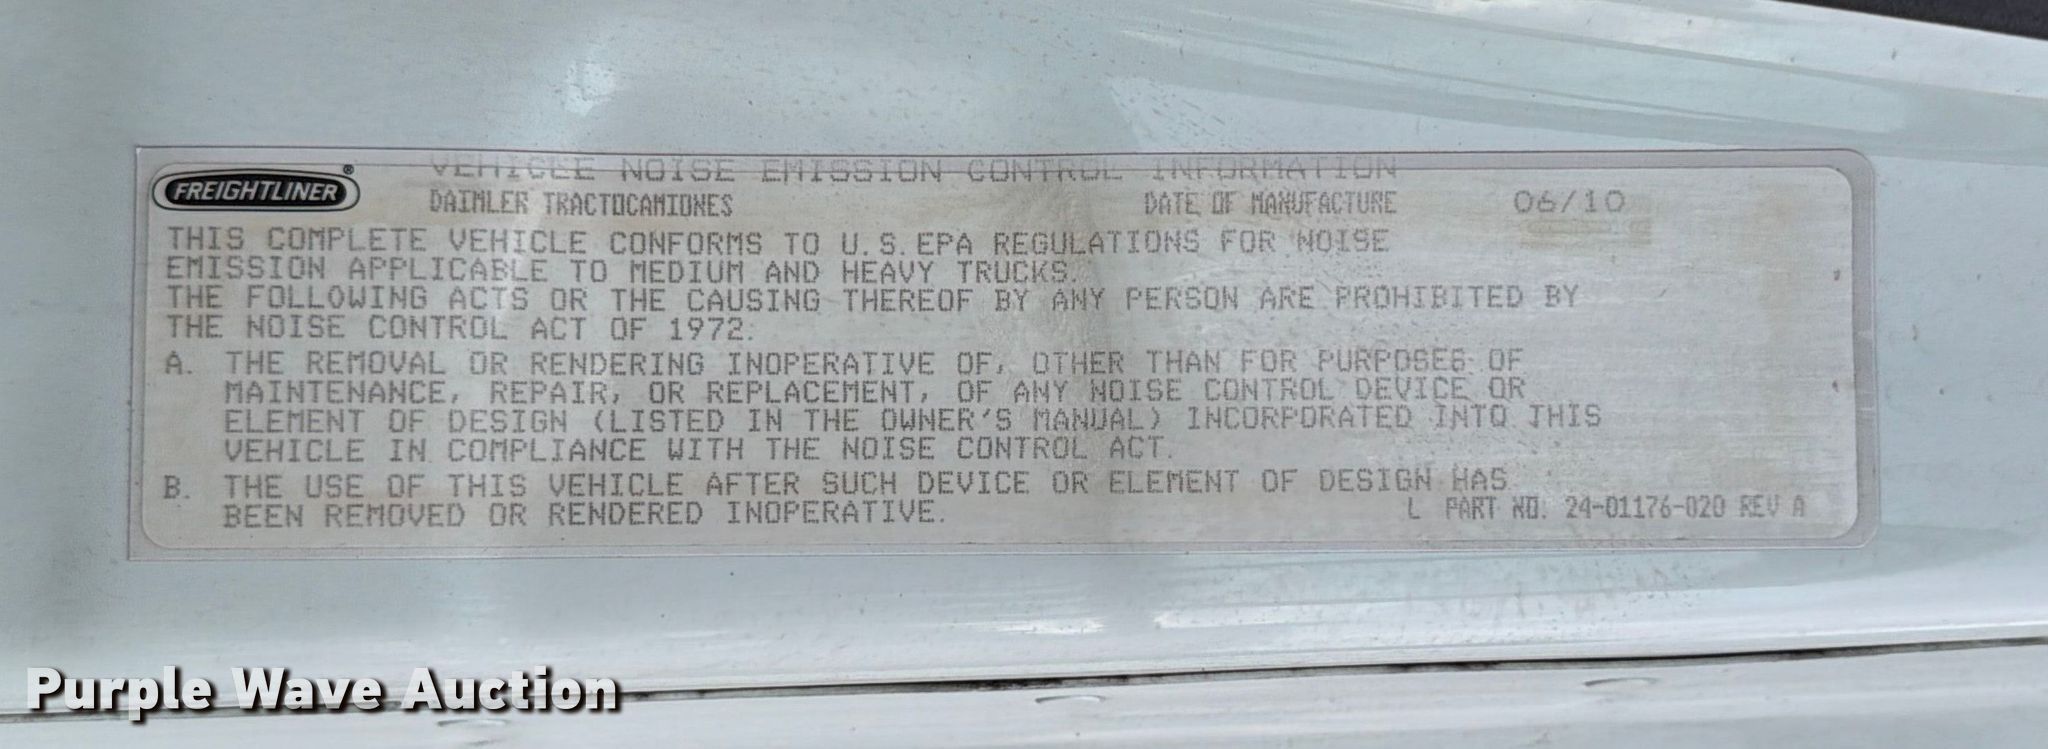 VEHICLE NOISE EMISSION CONTROL INFORMATION
FREIGHTLINER®
DAIMLER TRACTOCAMIONES DATE OF MANUFACTURE 06/10
THIS COMPLETE VEHICLE CONFORMS TO U.S. EPA REGULATIONS FOR NOISE
EMISSION APPLICABLE TO MEDIUM AND HEAVY TRUCKS.
THE FOLLOWING ACTS OR THE CAUSING THEREOF BY ANY PERSON ARE PROHIBITED BY
THE NOISE CONTROL ACT OF 1972:
A. THE REMOVAL OR RENDERING INOPERATIVE OF, OTHER THAN FOR PURPOSES OF
MAINTENANCE, REPAIR, OR REPLACEMENT, OF ANY NOISE CONTROL DEVICE OR
ELEMENT OF DESIGN (LISTED IN THE OWNER'S MANUAL) INCORPORATED INTO THIS
VEHICLE IN COMPLIANCE WITH THE NOISE CONTROL ACT.
B. THE USE OF THIS VEHICLE AFTER SUCH DEVICE OR ELEMENT OF DESIGN HAS
BEEN REMOVED OR RENDERED INOPERATIVE.
L PART NO. 24-01176-020 REV A
Purple Wave Auction